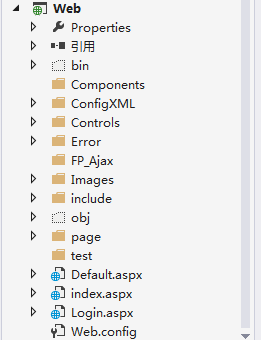 Web
Properties
引用
bin
Components
ConfigXML
Controls
Error
FP_Ajax
Images
include
obj
page
test
Default.aspx
index.aspx
Login.aspx
Web.config